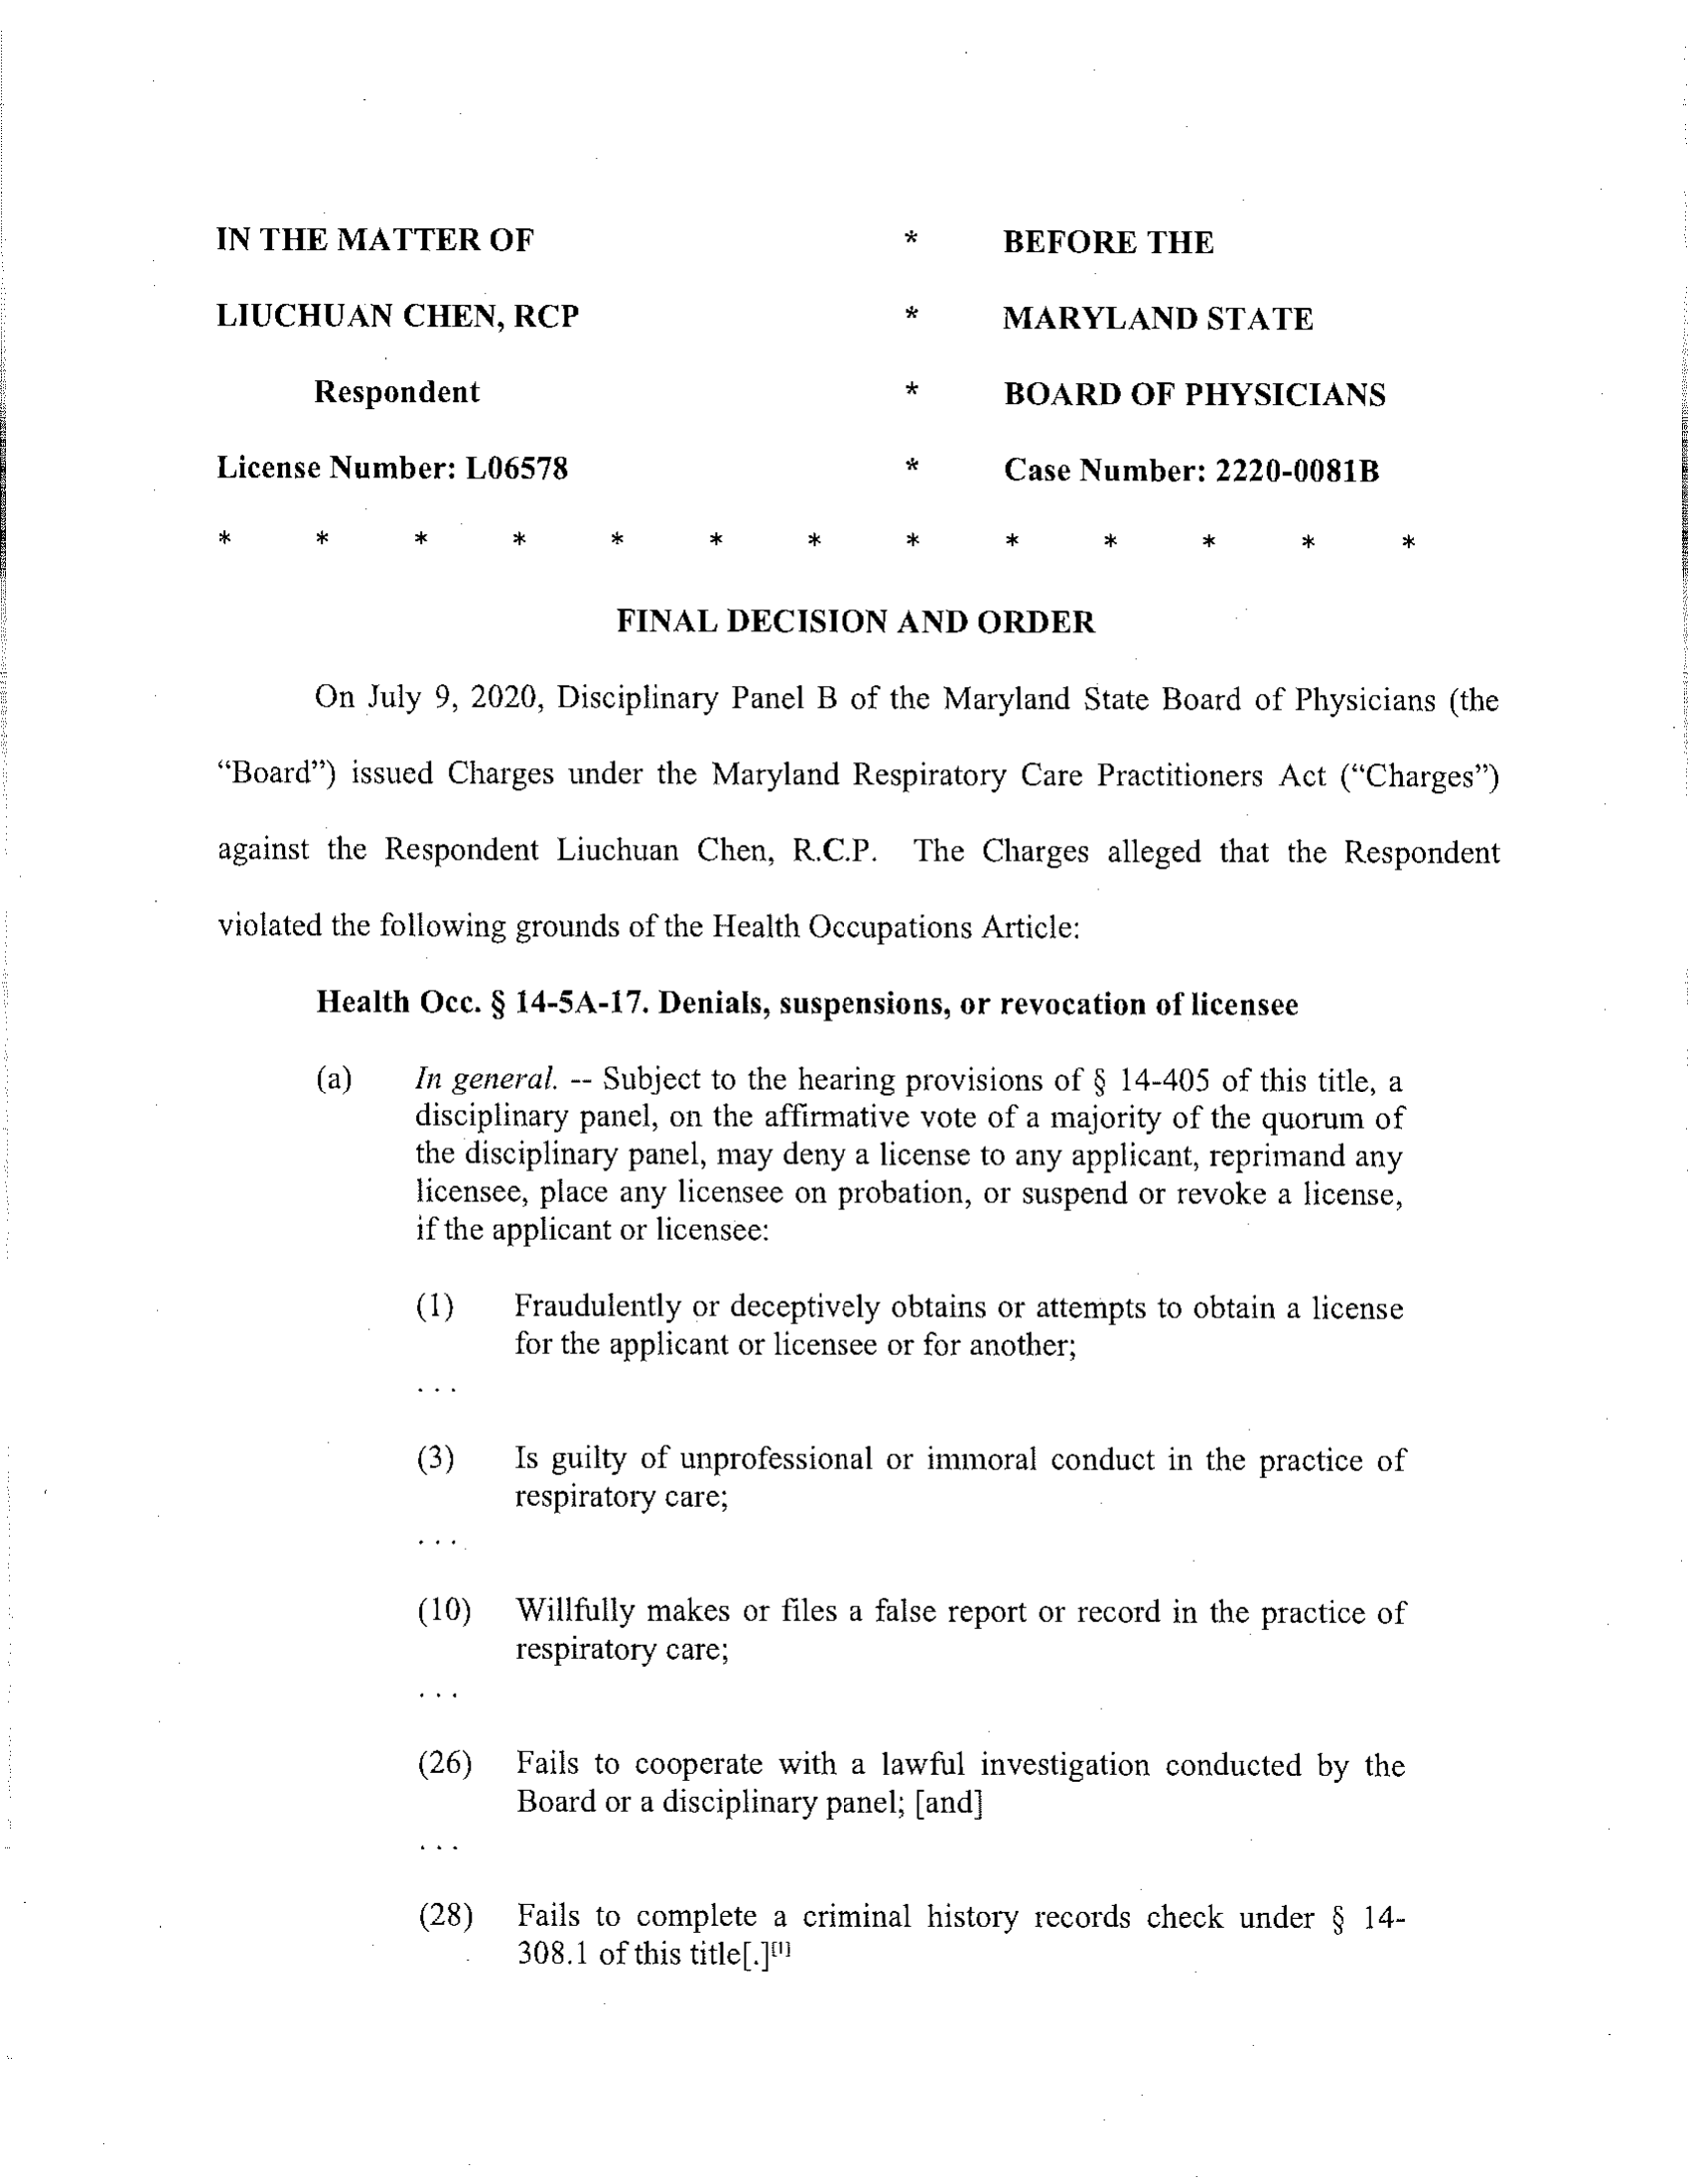 IN THE MATTER OF * BEFORE THE
LIUCHUAN CHEN, RCP * MARYLAND STATE
Respondent * BOARD OF PHYSICIANS
License Number: L06578 * Case Number: 2220-0081B
* * * * * * * * * * * * *
FINAL DECISION AND ORDER
On July 9, 2020, Disciplinary Panel B of the Maryland State Board of Physicians (the
“Board”) issued Charges under the Maryland Respiratory Care Practitioners Act (“Charges”)
against the Respondent Liuchuan Chen, R.C.P. The Charges alleged that the Respondent
violated the following grounds of the Health Occupations Article:
Health Occ. § 14-5A-17. Denials, suspensions, or revocation of licensee
(a) In general. -- Subject to the hearing provisions of § 14-405 of this title, a
disciplinary panel, on the affirmative vote of a majority of the quorum of
the disciplinary panel, may deny a license to any applicant, reprimand any
licensee, place any licensee on probation, or suspend or revoke a license,
if the applicant or licensee:
(1) Fraudulently or deceptively obtains or attempts to obtain a license
for the applicant or licensee or for another;
. . .
(3) Is guilty of unprofessional or immoral conduct in the practice of
respiratory care;
. . .
(10) Willfully makes or files a false report or record in the practice of
respiratory care;
. . .
(26) Fails to cooperate with a lawful investigation conducted by the
Board or a disciplinary panel; [and]
. . .
(28) Fails to complete a criminal history records check under § 14-
308.1 of this title[.][1]